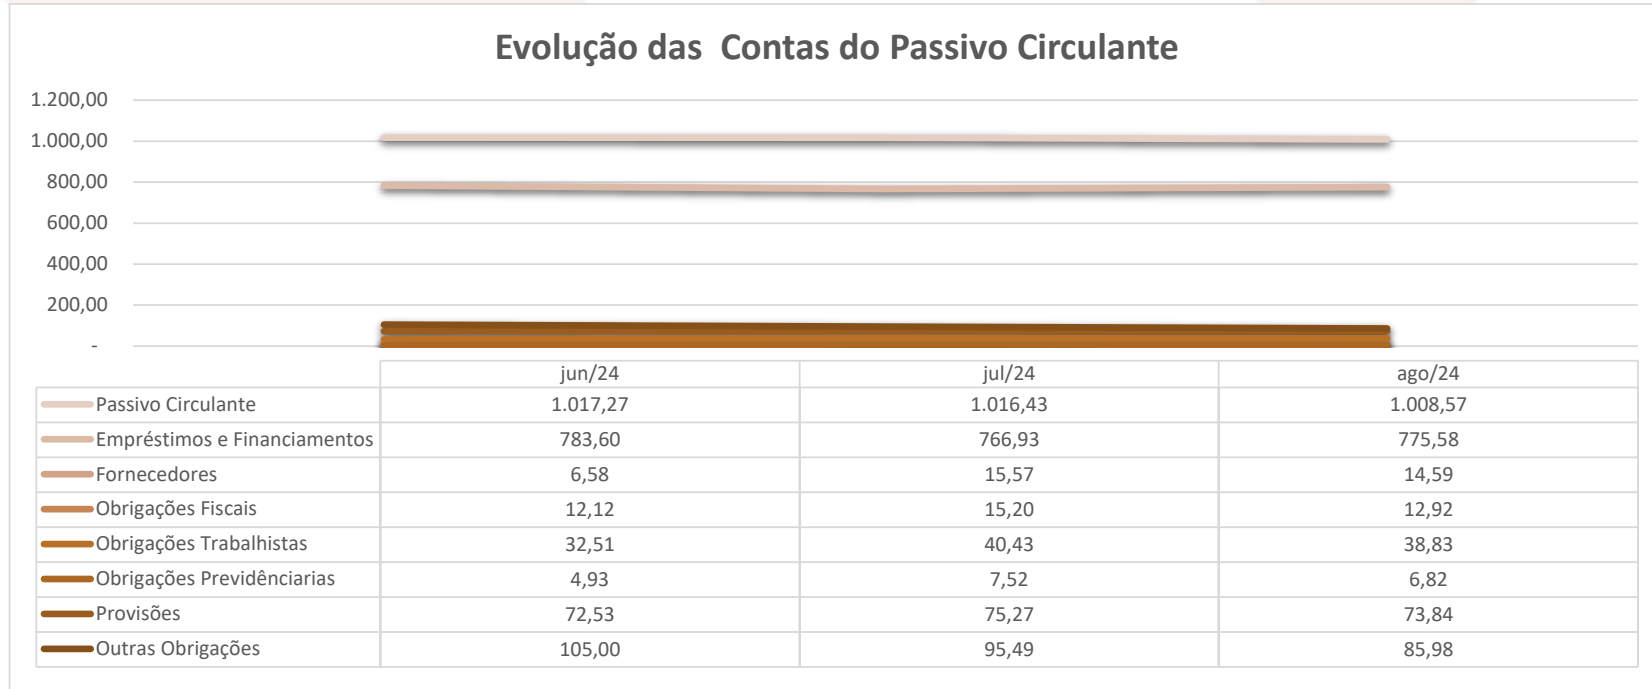 Evolução das  Contas do Passivo Circulante
1.200,00
1.000,00
800,00
600,00
400,00
200,00
-
jun/24 jul/24 ago/24
Passivo Circulante 1.017,27 1.016,43 1.008,57
Empréstimos e Financiamentos 783,60 766,93 775,58
Fornecedores 6,58 15,57 14,59
Obrigações Fiscais 12,12 15,20 12,92
Obrigações Trabalhistas 32,51 40,43 38,83
Obrigações Previdênciarias 4,93 7,52 6,82
Provisões 72,53 75,27 73,84
Outras Obrigações 105,00 95,49 85,98